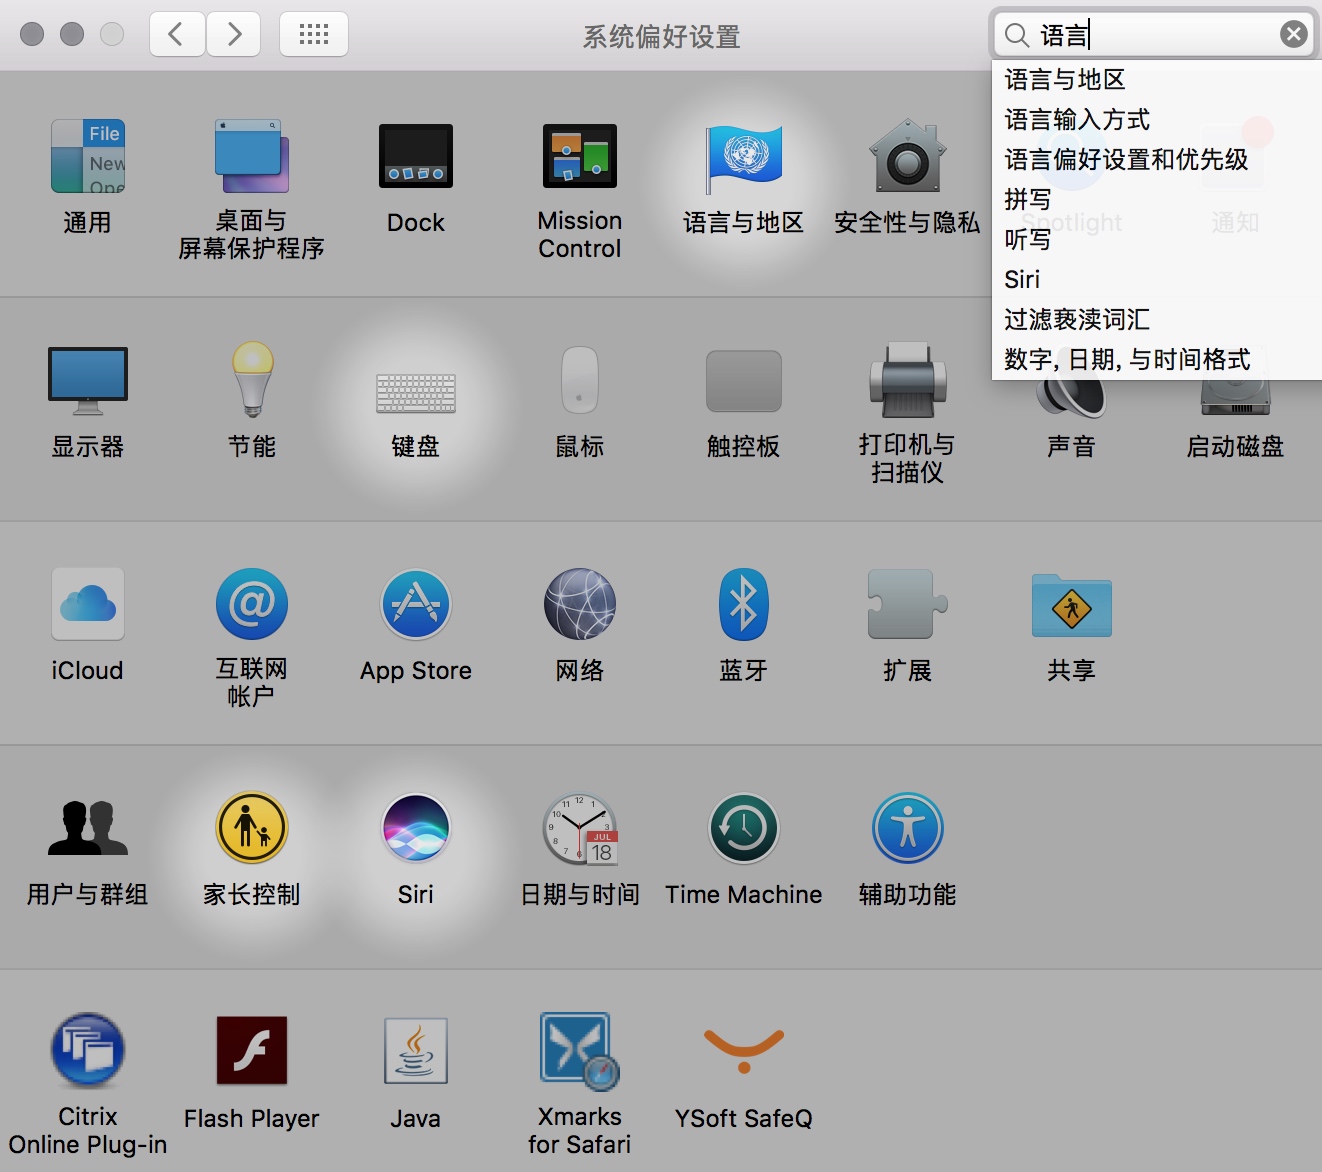 系统偏好设置
语言
语言与地区
语言输入方式
语言偏好设置和优先级
拼写
听写
Siri
过滤亵渎词汇
数字, 日期, 与时间格式
File
New
Ope
通用
桌面与
屏幕保护程序
Dock
Mission
Control
语言与地区
安全性与隐私
Spotlight
通知
显示器
节能
键盘
鼠标
触控板
打印机与
扫描仪
声音
启动磁盘
iCloud
互联网
帐户
App Store
网络
蓝牙
扩展
共享
用户与群组
家长控制
Siri
12
11
1
10
9
3
8
7
6
JUL
18
日期与时间
Time Machine
辅助功能
Citrix
Online Plug-in
Flash Player
Java
Xmarks
for Safari
YSoft SafeQ